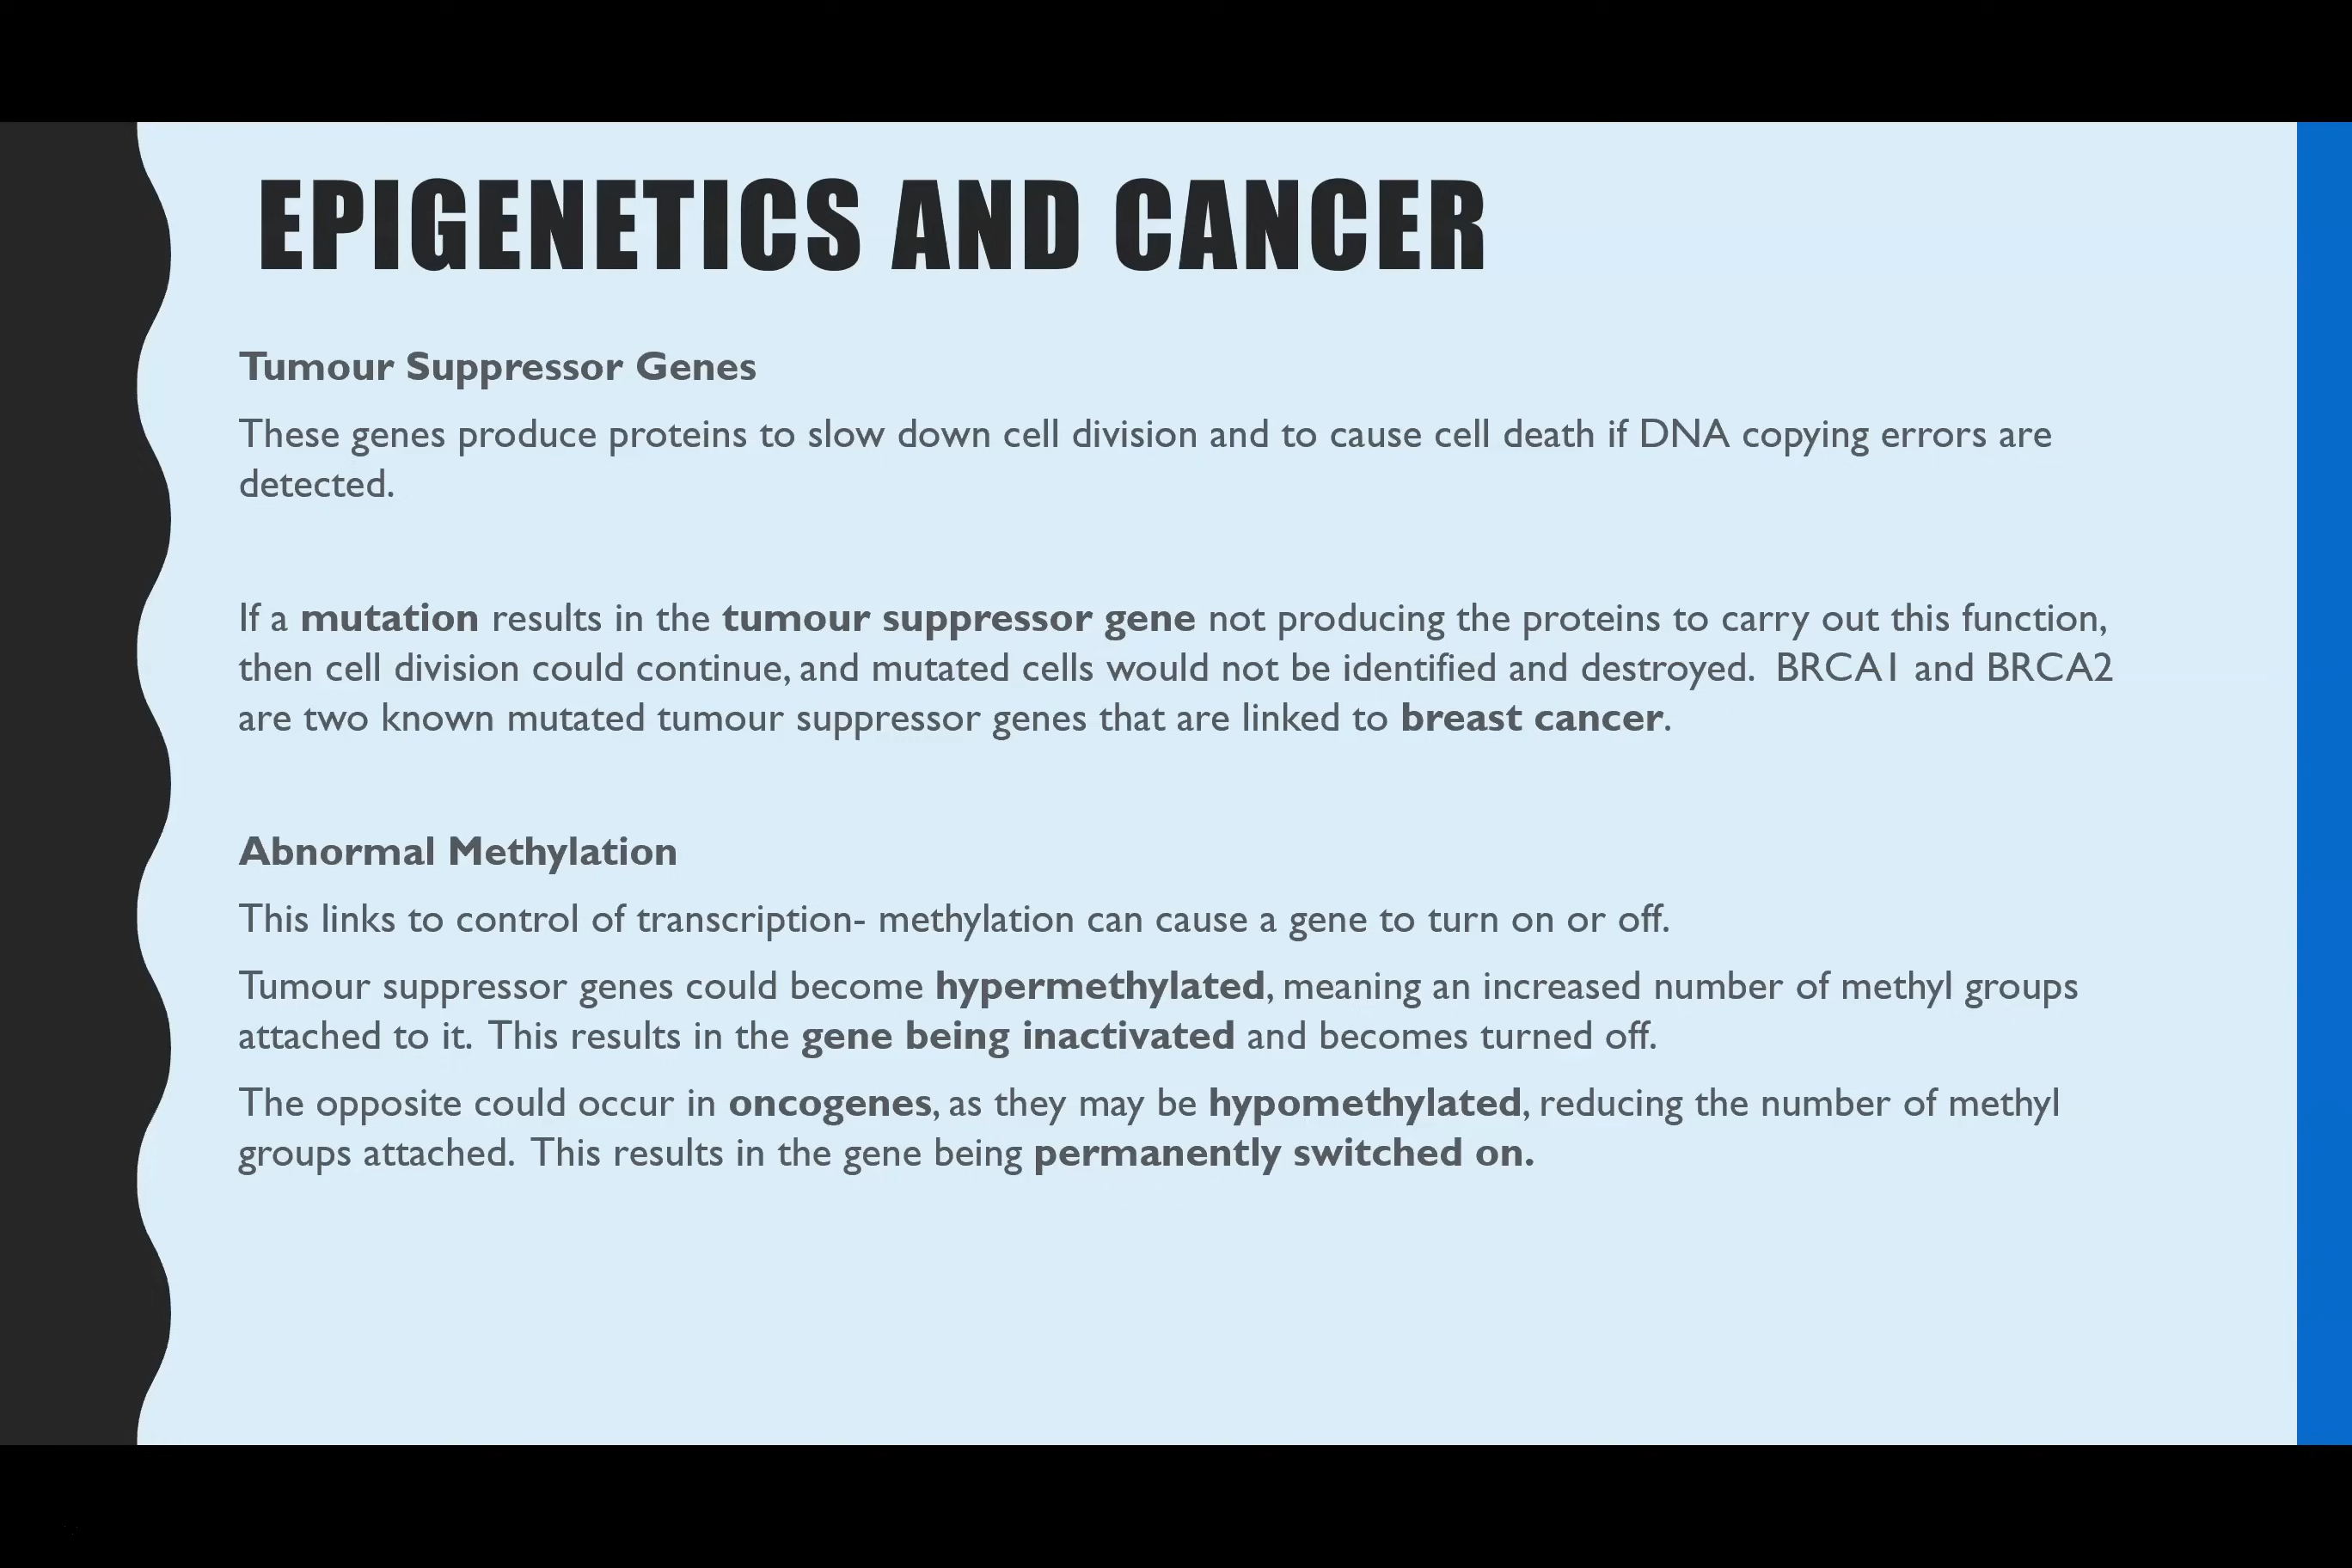 EPIGENETICS AND CANCER
Tumour Suppressor Genes
These genes produce proteins to slow down cell division and to cause cell death if DNA copying errors are
detected.
If a mutation results in the tumour suppressor gene not producing the proteins to carry out this function,
then cell division could continue, and mutated cells would not be identified and destroyed.  BRCA1 and BRCA2
are two known mutated tumour suppressor genes that are linked to breast cancer.
Abnormal Methylation
This links to control of transcription- methylation can cause a gene to turn on or off.
Tumour suppressor genes could become hypermethylated, meaning an increased number of methyl groups
attached to it.  This results in the gene being inactivated and becomes turned off.
The opposite could occur in oncogenes, as they may be hypomethylated, reducing the number of methyl
groups attached.  This results in the gene being permanently switched on.